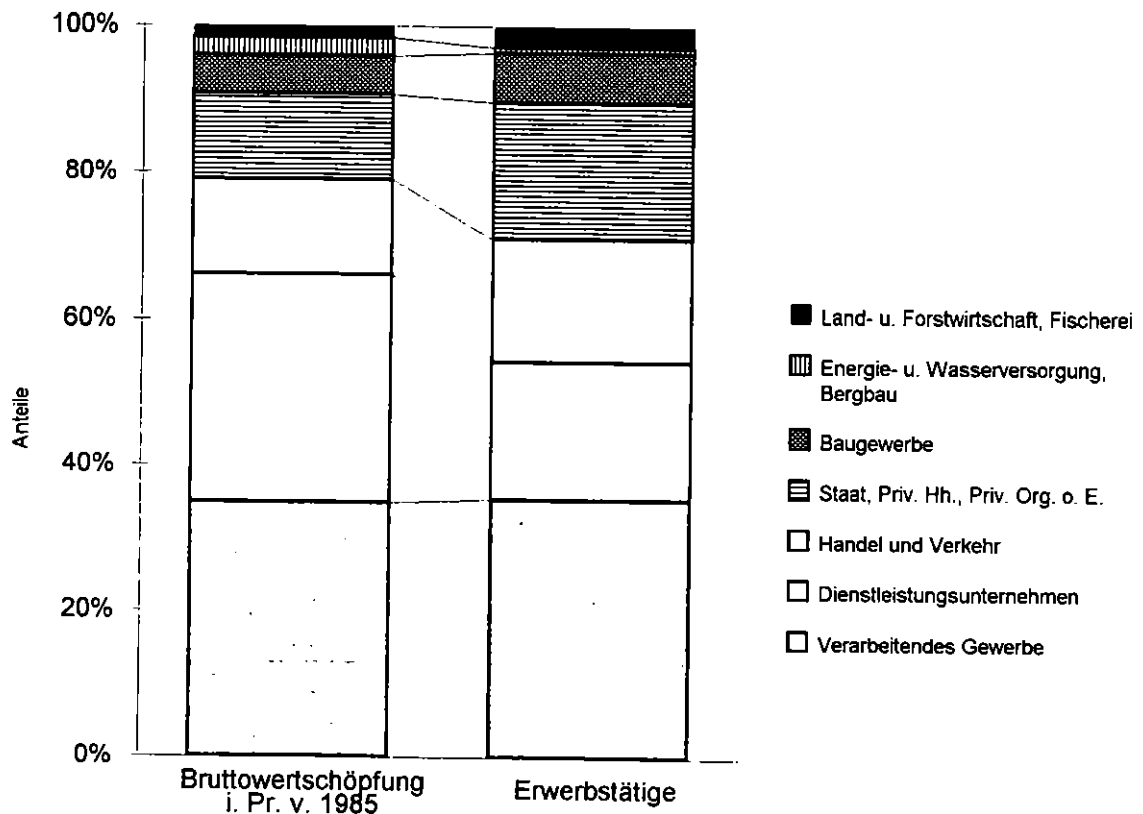 100%
80%
60%
40%
20%
0%
Anteile
Bruttowertschöpfung
i. Pr. v. 1985
Erwerbstätige
Land- u. Forstwirtschaft, Fischerei
Energie- u. Wasserversorgung,
Bergbau
Baugewerbe
Staat, Priv. Hh., Priv. Org. o. E.
Handel und Verkehr
Dienstleistungsunternehmen
Verarbeitendes Gewerbe